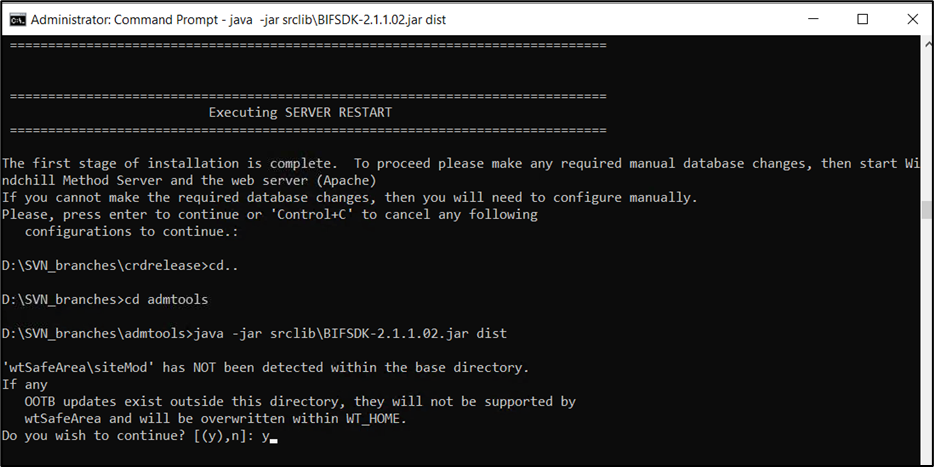 Administrator: Command Prompt - java  -jar srclib\BIFSDK-2.1.1.02.jar dist
==============================================================================
==============================================================================
                           Executing SERVER RESTART
==============================================================================
The first stage of installation is complete.  To proceed please make any required manual database changes, then start Wi
ndchill Method Server and the web server (Apache)
If you cannot make the required database changes, then you will need to configure manually.
Please, press enter to continue or 'Control+C' to cancel any following
   configurations to continue.:
D:\SVN_branches\crdrelease>cd..
D:\SVN_branches>cd admtools
D:\SVN_branches\admtools>java -jar srclib\BIFSDK-2.1.1.02.jar dist
'wtSafeArea\siteMod' has NOT been detected within the base directory.
If any
   OOTB updates exist outside this directory, they will not be supported by
   wtSafeArea and will be overwritten within WT_HOME.
Do you wish to continue? [(y),n]: y